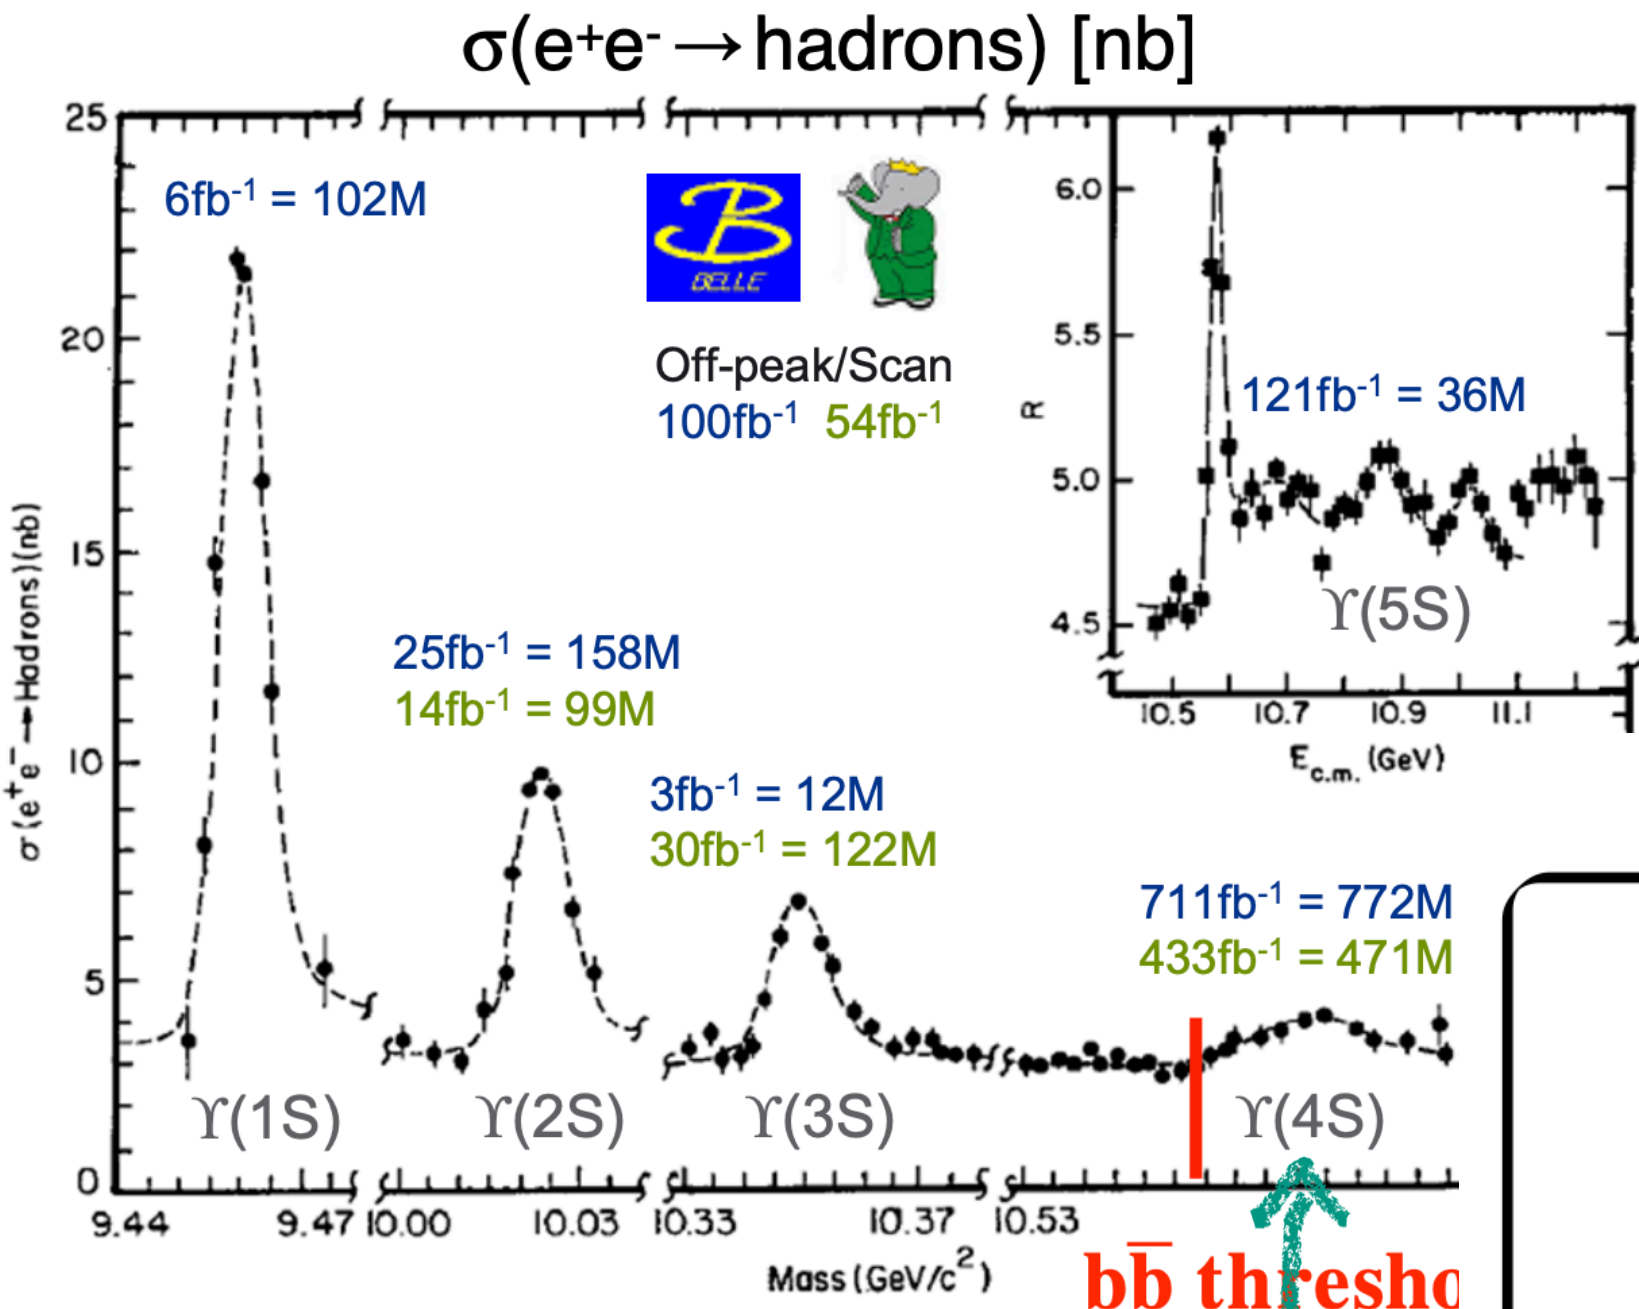 σ(e⁺e⁻→hadrons) [nb]
σ(e⁺e⁻→Hadrons)(nb)
25
20
15
10
5
0
6fb⁻¹ = 102M
BELLE
Off-peak/Scan
100fb⁻¹ 54fb⁻¹
25fb⁻¹ = 158M
14fb⁻¹ = 99M
3fb⁻¹ = 12M
30fb⁻¹ = 122M
711fb⁻¹ = 772M
433fb⁻¹ = 471M
R
6.0
5.5
5.0
4.5
121fb⁻¹ = 36M
ϒ(5S)
10.5 10.7 10.9 11.1
E_c.m. (GeV)
ϒ(1S) ϒ(2S) ϒ(3S) ϒ(4S)
9.44 9.47 10.00 10.03 10.33 10.37 10.53
Mass (GeV/c²)
bb̅ thresho